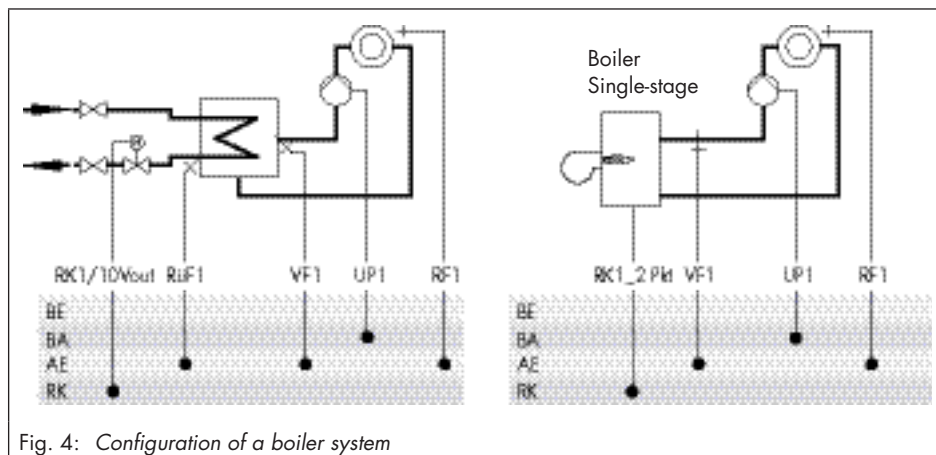 Boiler
Single-stage
RK1/10Vout RüF1 VF1 UP1 RF1
RK1_2 Pkt VF1 UP1 RF1
BE
BA
AE
RK
BE
BA
AE
RK
Fig. 4: Configuration of a boiler system